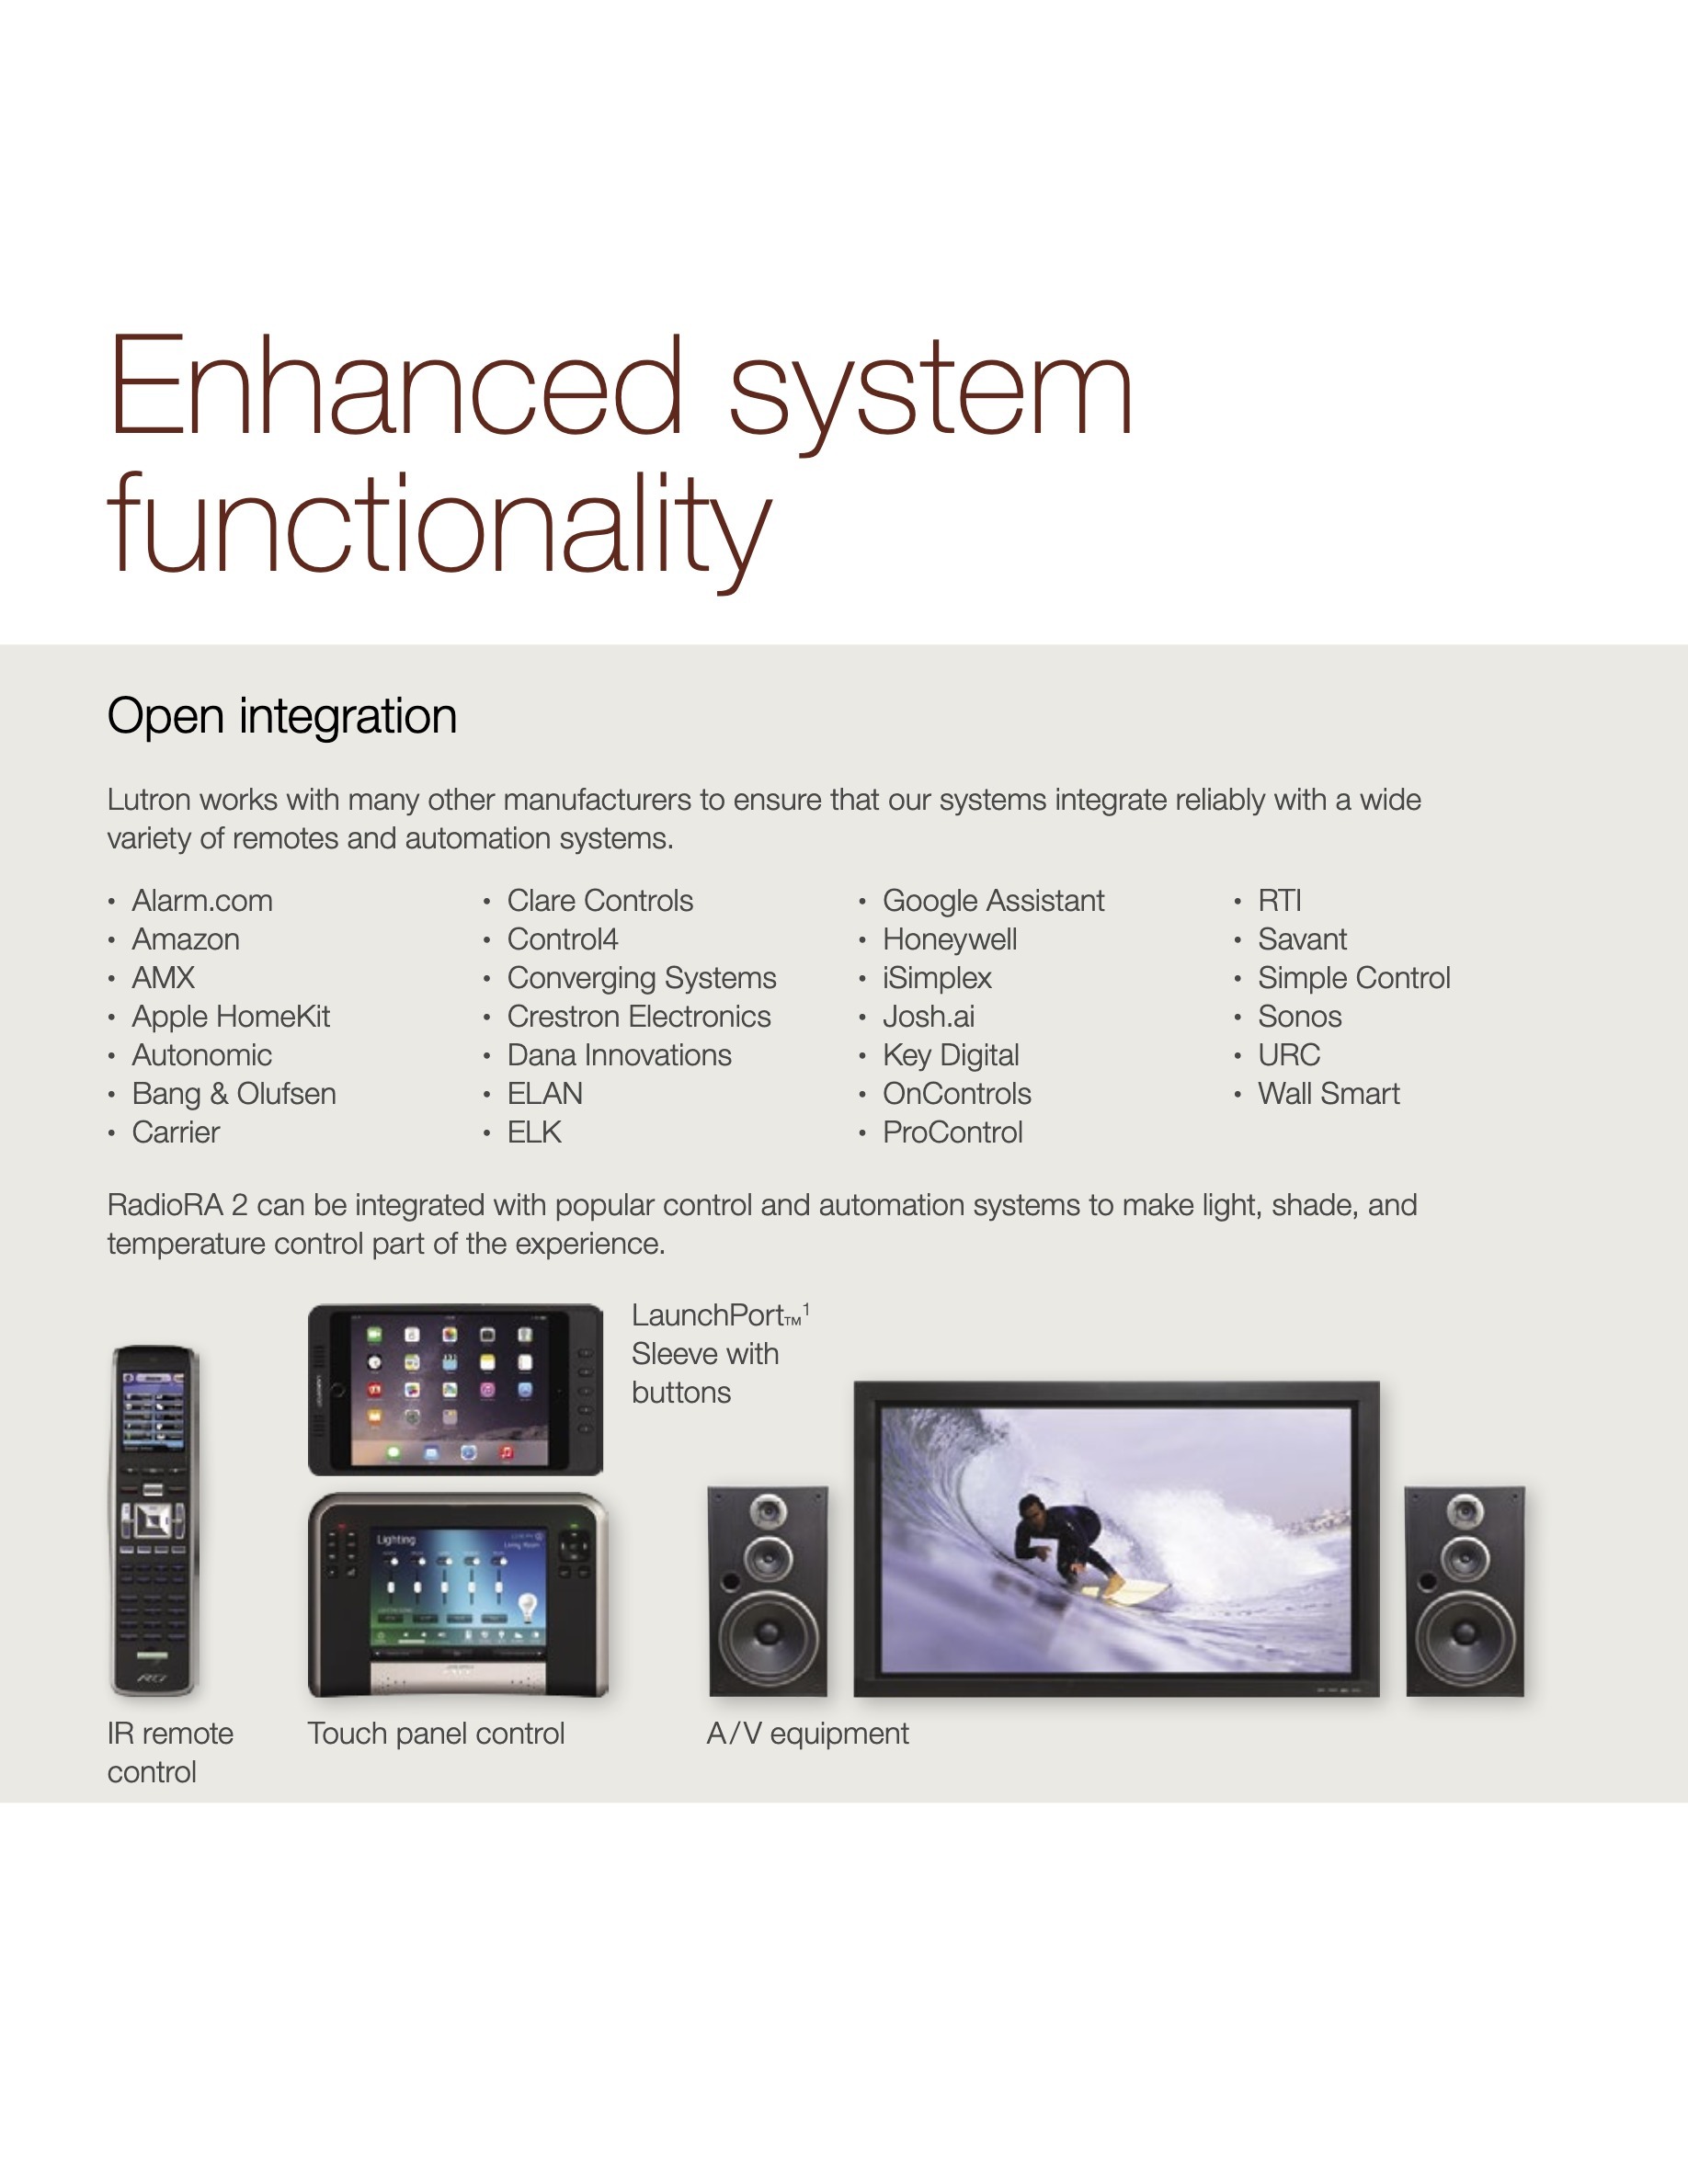 Enhanced system
functionality
Open integration
Lutron works with many other manufacturers to ensure that our systems integrate reliably with a wide
variety of remotes and automation systems.
• Alarm.com
• Amazon
• AMX
• Apple HomeKit
• Autonomic
• Bang & Olufsen
• Carrier
• Clare Controls
• Control4
• Converging Systems
• Crestron Electronics
• Dana Innovations
• ELAN
• ELK
• Google Assistant
• Honeywell
• iSimplex
• Josh.ai
• Key Digital
• OnControls
• ProControl
• RTI
• Savant
• Simple Control
• Sonos
• URC
• Wall Smart
RadioRA 2 can be integrated with popular control and automation systems to make light, shade, and
temperature control part of the experience.
LaunchPort™¹
Sleeve with
buttons
Lighting
Living Room
RTI
IR remote
control
Touch panel control
A/V equipment